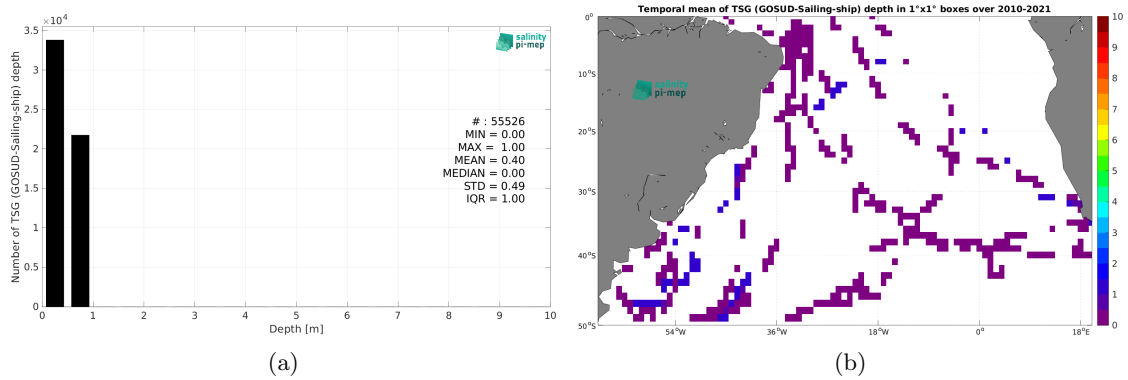 ×10⁴
3.5
3
2.5
2
1.5
1
0.5
0
0 1 2 3 4 5 6 7 8 9 10
Number of TSG (GOSUD-Sailing-ship) depth
Depth [m]
salinity
pi-mep
# : 55526
MIN = 0.00
MAX = 1.00
MEAN = 0.40
MEDIAN = 0.00
STD = 0.49
IQR = 1.00
(a)
Temporal mean of TSG (GOSUD-Sailing-ship) depth in 1°x1° boxes over 2010-2021
0°
10°S
20°S
30°S
40°S
50°S
54°W 36°W 18°W 0° 18°E
salinity
pi-mep
10
9
8
7
6
5
4
3
2
1
0
(b)